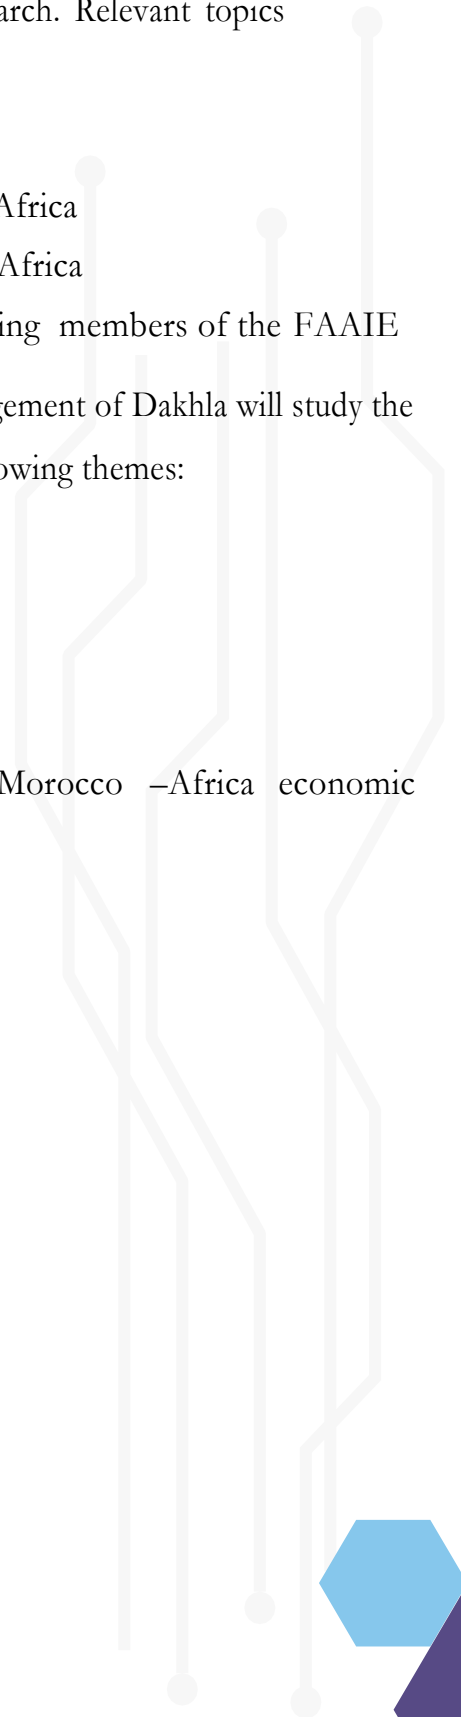 arch. Relevant topics
Africa
Africa
ing members of the FAAIE
gement of Dakhla will study the
owing themes:
Morocco –Africa economic